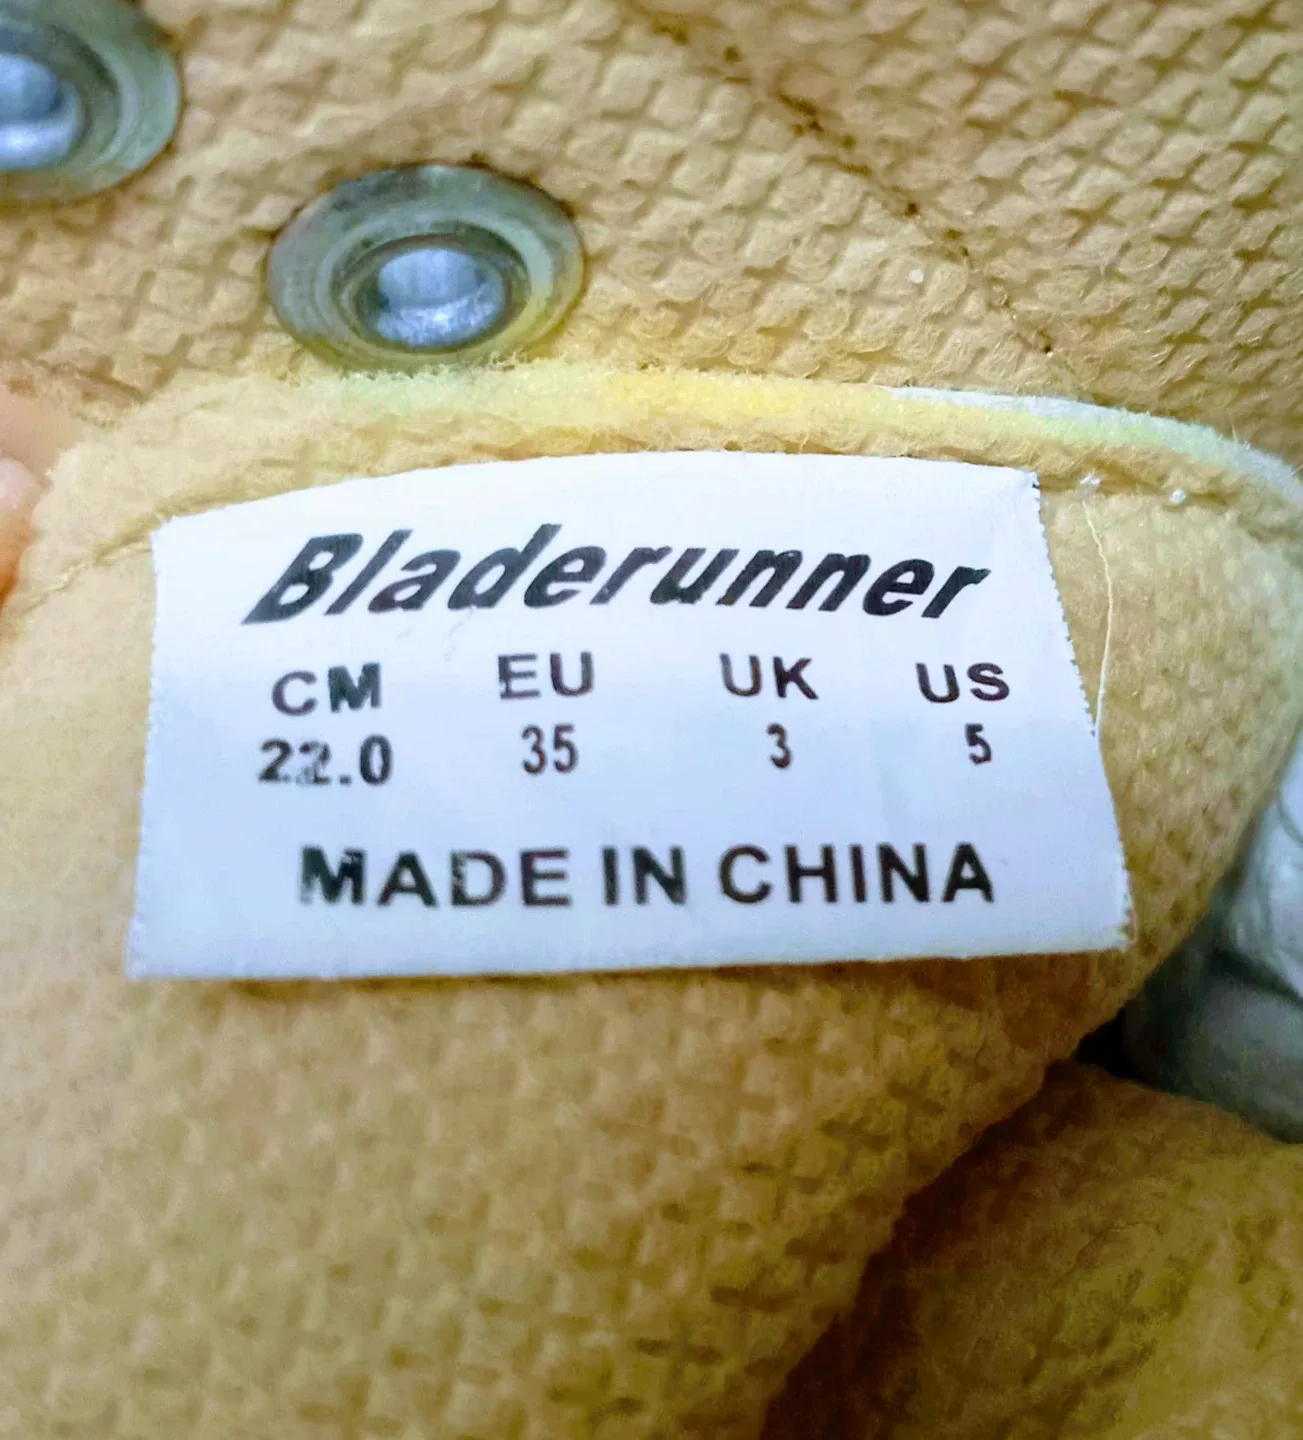 Bladerunner
CM EU UK US
22.0 35 3 5
MADE IN CHINA